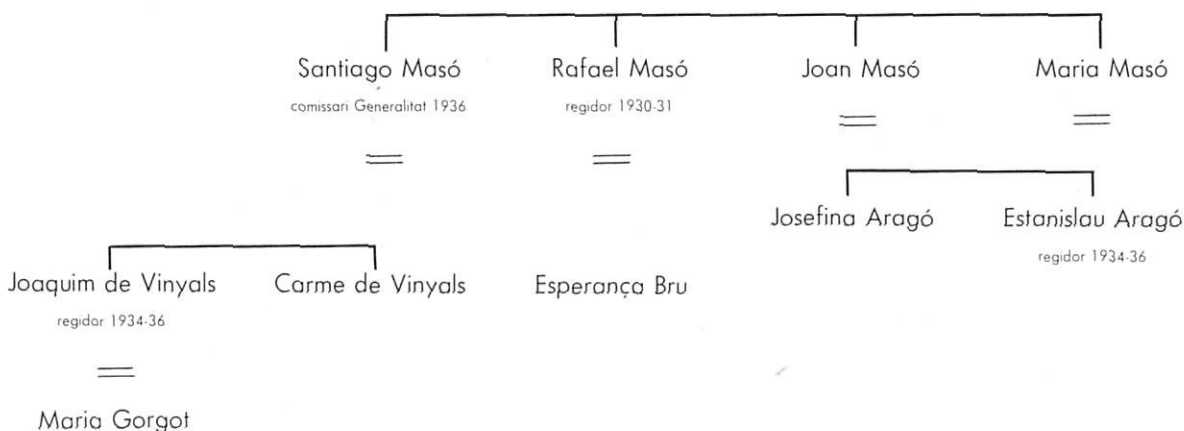 Santiago Masó Rafael Masó Joan Masó Maria Masó
comissari Generalitat 1936 regidor 1930-31
Josefina Aragó Estanislau Aragó
regidor 1934-36
Joaquim de Vinyals Carme de Vinyals Esperança Bru
regidor 1934-36
Maria Gorgot